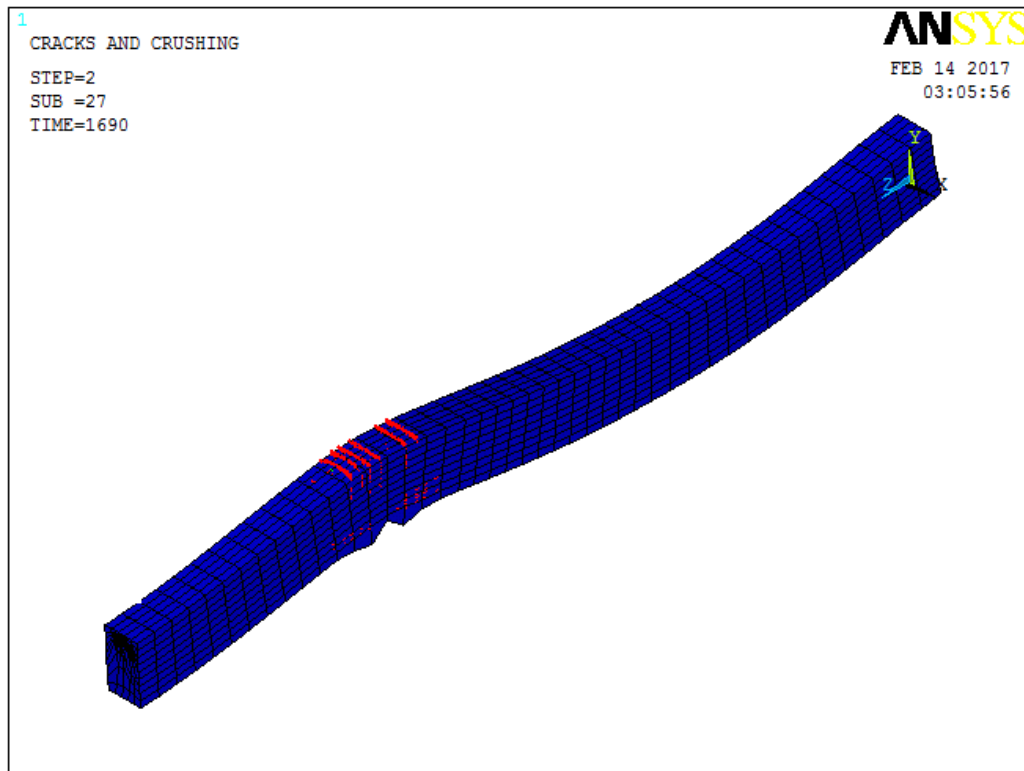 1
CRACKS AND CRUSHING
STEP=2
SUB =27
TIME=1690
ANSYS
FEB 14 2017
03:05:56
Y
Z
X